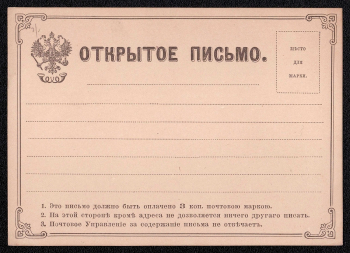 ОТКРЫТОЕ ПИСЬМО.
МѢСТО
ДЛЯ
МАРКИ.
1. Это письмо должно быть оплачено 3 коп. почтовою маркою.
2. На этой сторонѣ кромѣ адреса не дозволяется ничего другаго писать.
3. Почтовое Управленіе за содержаніе письма не отвѣчаетъ.